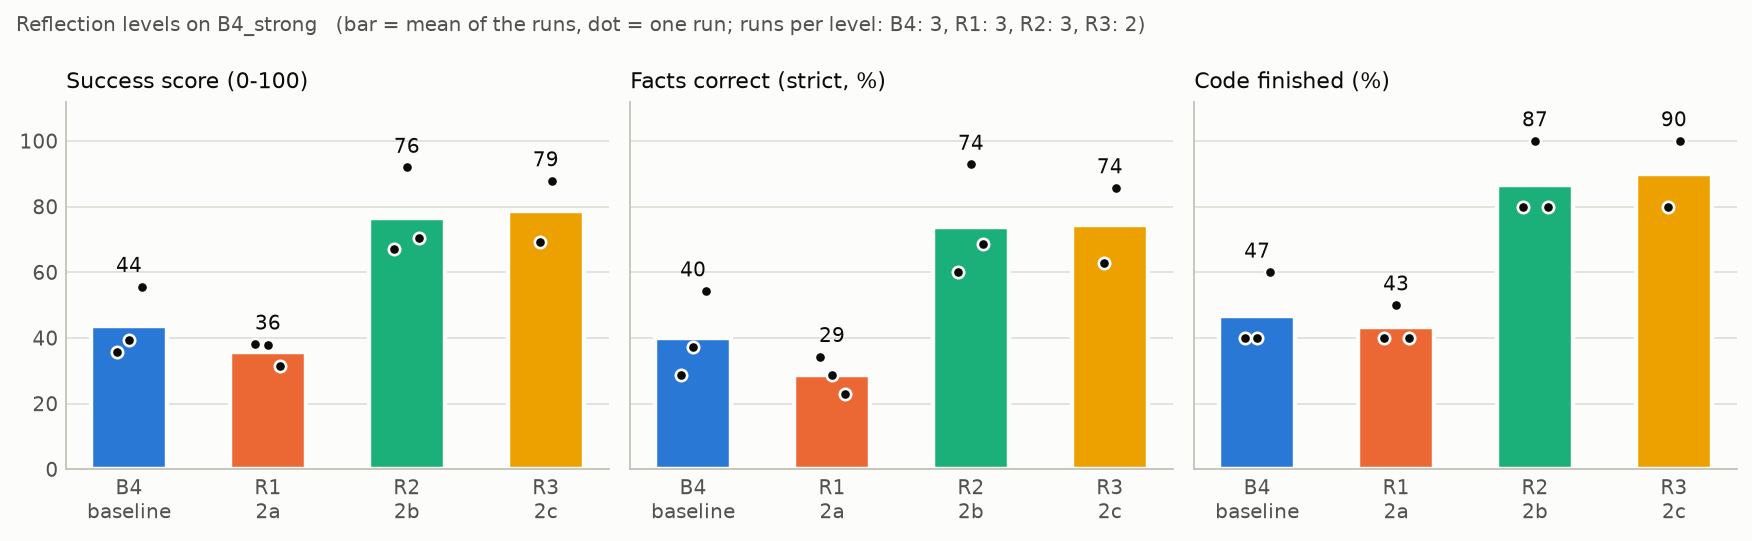 Reflection levels on B4_strong   (bar = mean of the runs, dot = one run; runs per level: B4: 3, R1: 3, R2: 3, R3: 2)
Success score (0-100)
Facts correct (strict, %)
Code finished (%)
100
80
60
40
20
0
44
36
76
79
40
29
74
74
47
43
87
90
B4 baseline
R1 2a
R2 2b
R3 2c
B4 baseline
R1 2a
R2 2b
R3 2c
B4 baseline
R1 2a
R2 2b
R3 2c